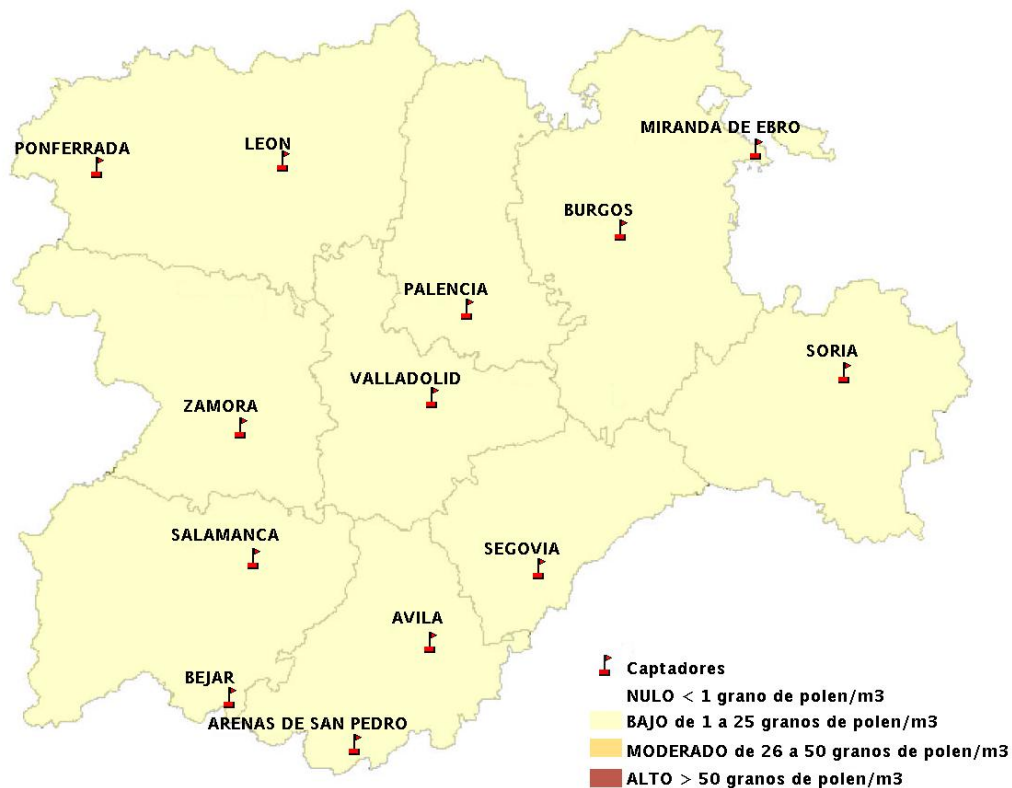 MIRANDA DE EBRO
PONFERRADA
LEON
BURGOS
PALENCIA
SORIA
VALLADOLID
ZAMORA
SALAMANCA
SEGOVIA
AVILA
BEJAR
ARENAS DE SAN PEDRO
Captadores
NULO < 1 grano de polen/m3
BAJO de 1 a 25 granos de polen/m3
MODERADO de 26 a 50 granos de polen/m3
ALTO > 50 granos de polen/m3